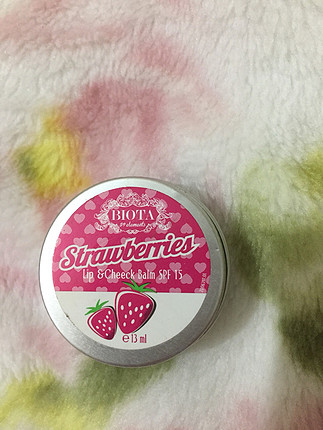 BIOTA
Strawberries
Lip & Cheeck Balm SPF 15
e 13 ml